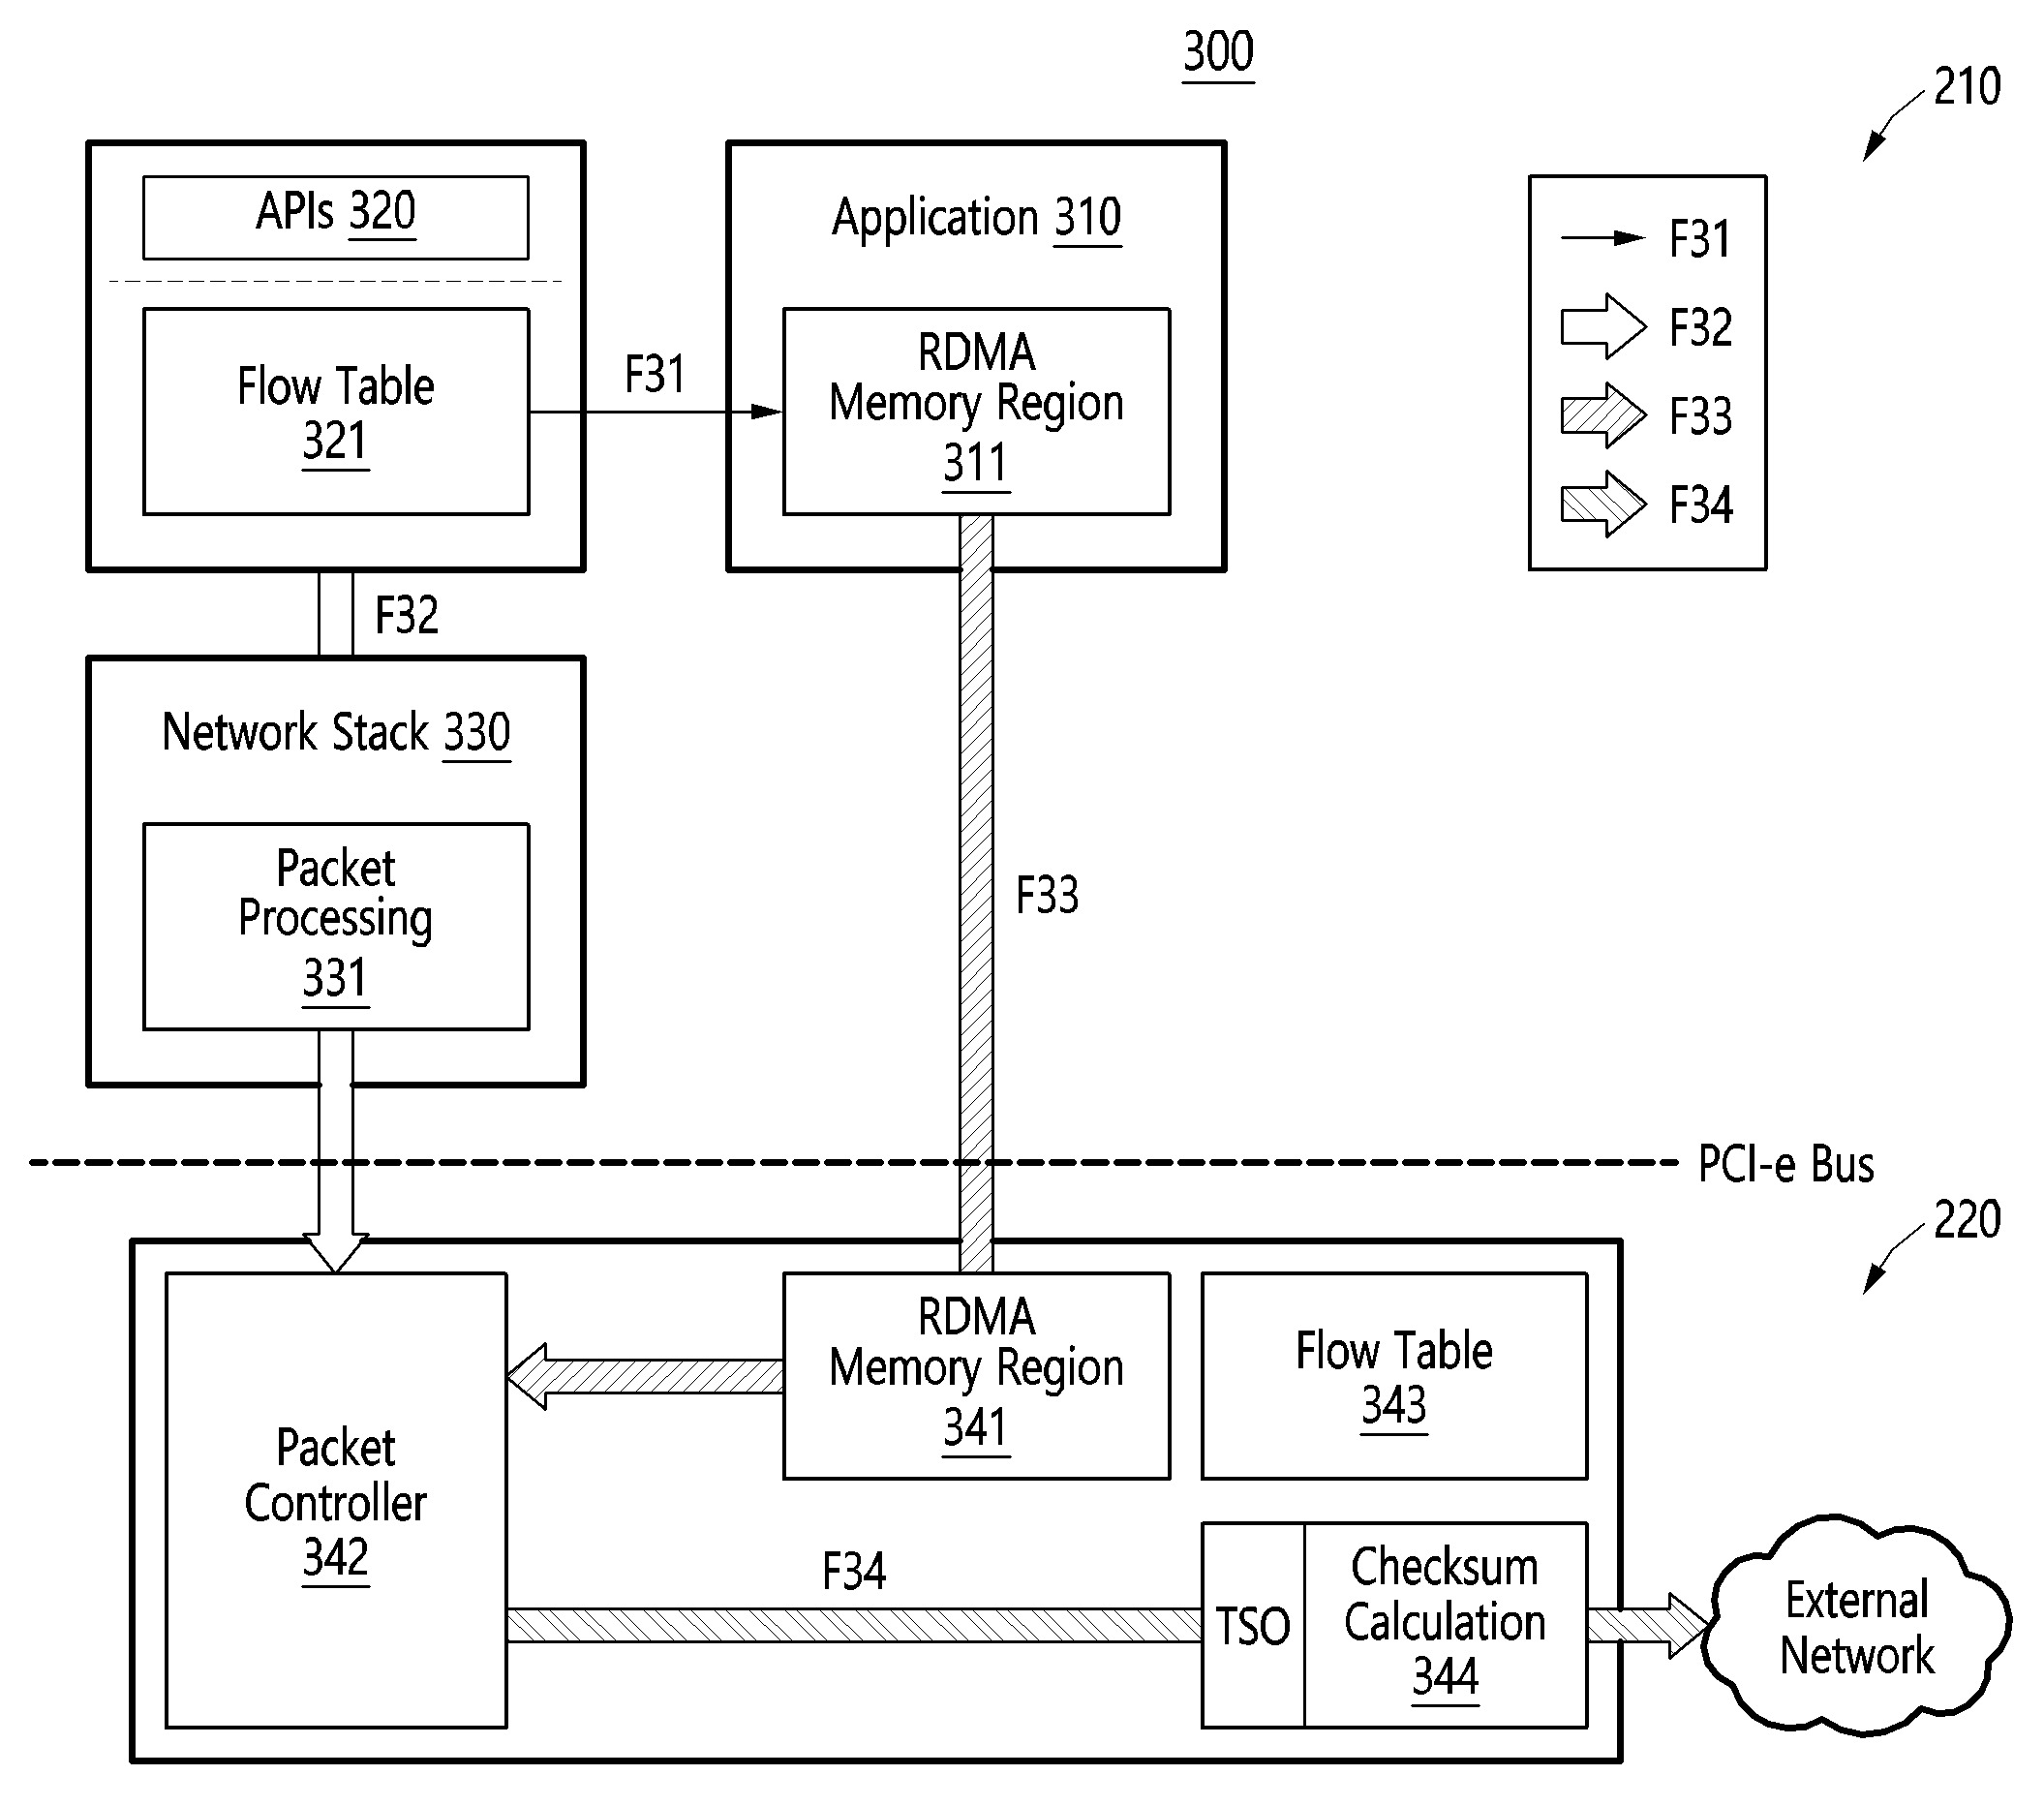 300
210
APIs 320
Flow Table
321
F31
Application 310
RDMA
Memory Region
311
F31
F32
F33
F34
F32
Network Stack 330
Packet
Processing
331
F33
PCI-e Bus
220
Packet
Controller
342
RDMA
Memory Region
341
Flow Table
343
F34
TSO
Checksum
Calculation
344
External
Network